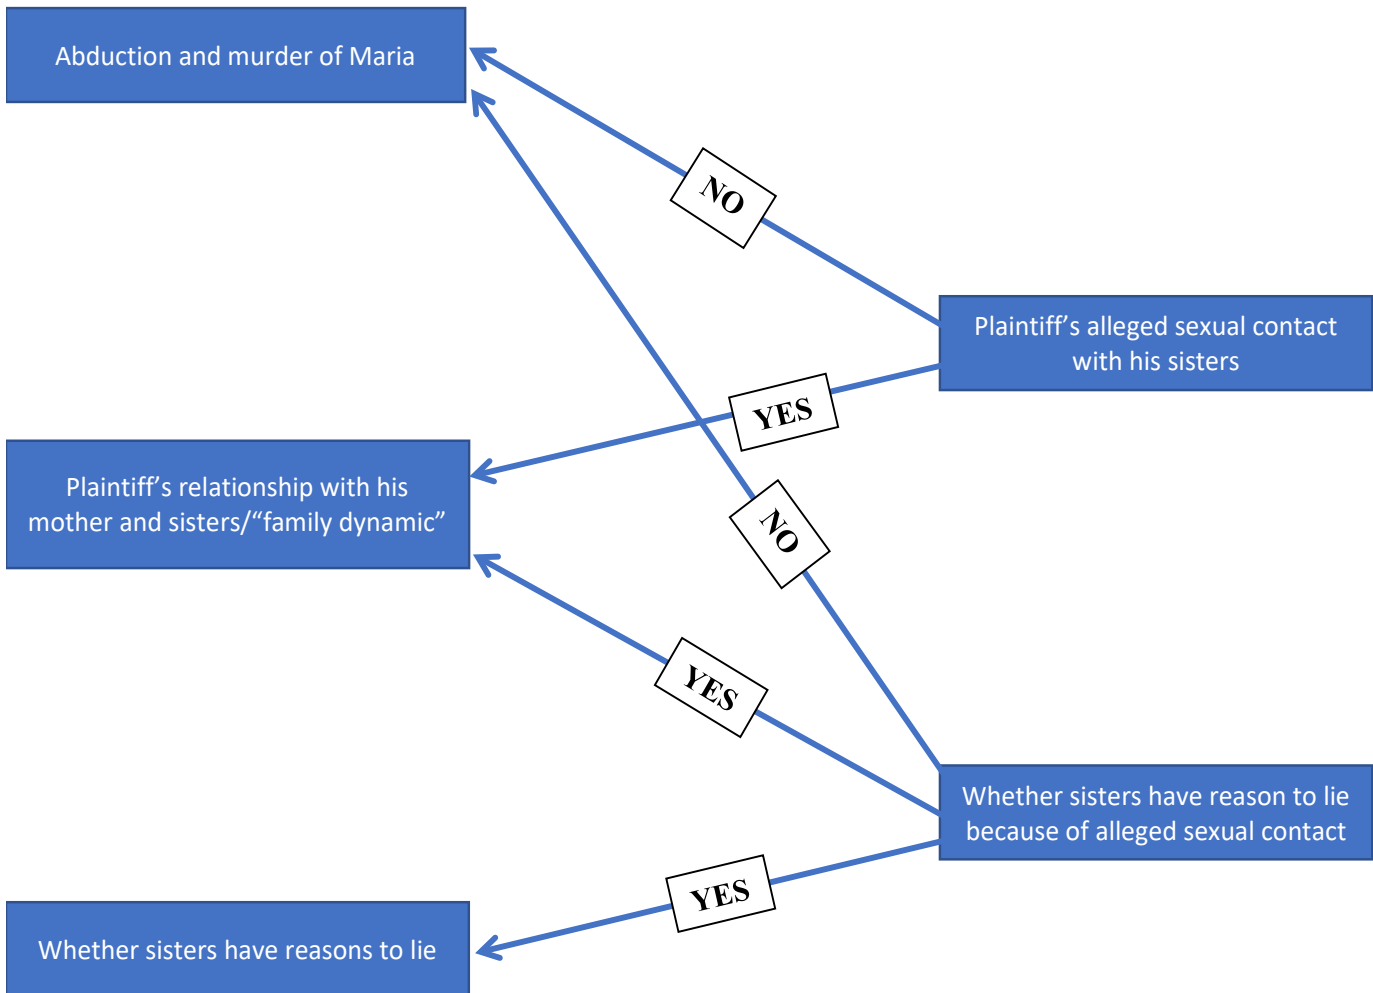 Abduction and murder of Maria
NO
Plaintiff’s alleged sexual contact
with his sisters
YES
Plaintiff’s relationship with his
mother and sisters/“family dynamic”
NO
YES
Whether sisters have reason to lie
because of alleged sexual contact
YES
Whether sisters have reasons to lie